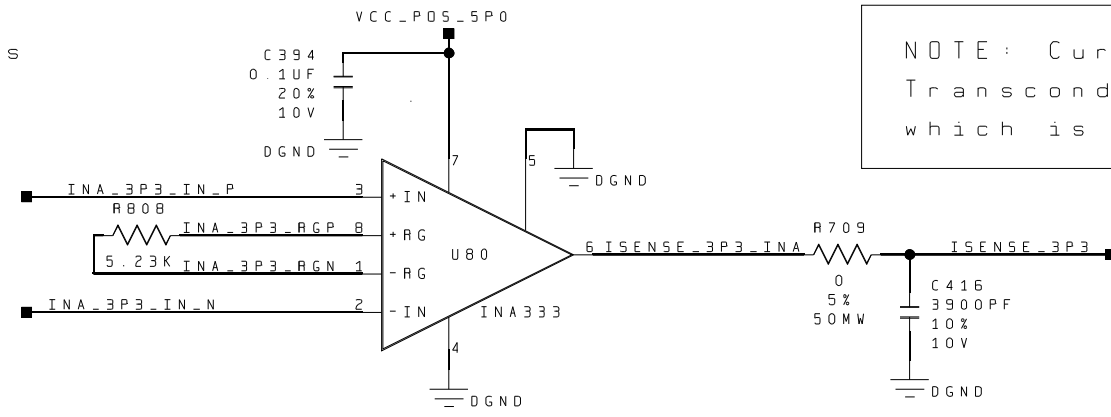 VCC_POS_5P0
S
C394
0.1UF
20%
10V
DGND
NOTE: Cur
Transcond
which is
7
5
DGND
INA_3P3_IN_P
3
+IN
R808
INA_3P3_RGP
8
+RG
5.23K
INA_3P3_RGN
1
-RG
U80
INA_3P3_IN_N
2
-IN
INA333
4
DGND
6
ISENSE_3P3_INA
R709
0
5%
50MW
ISENSE_3P3
C416
3900PF
10%
10V
DGND